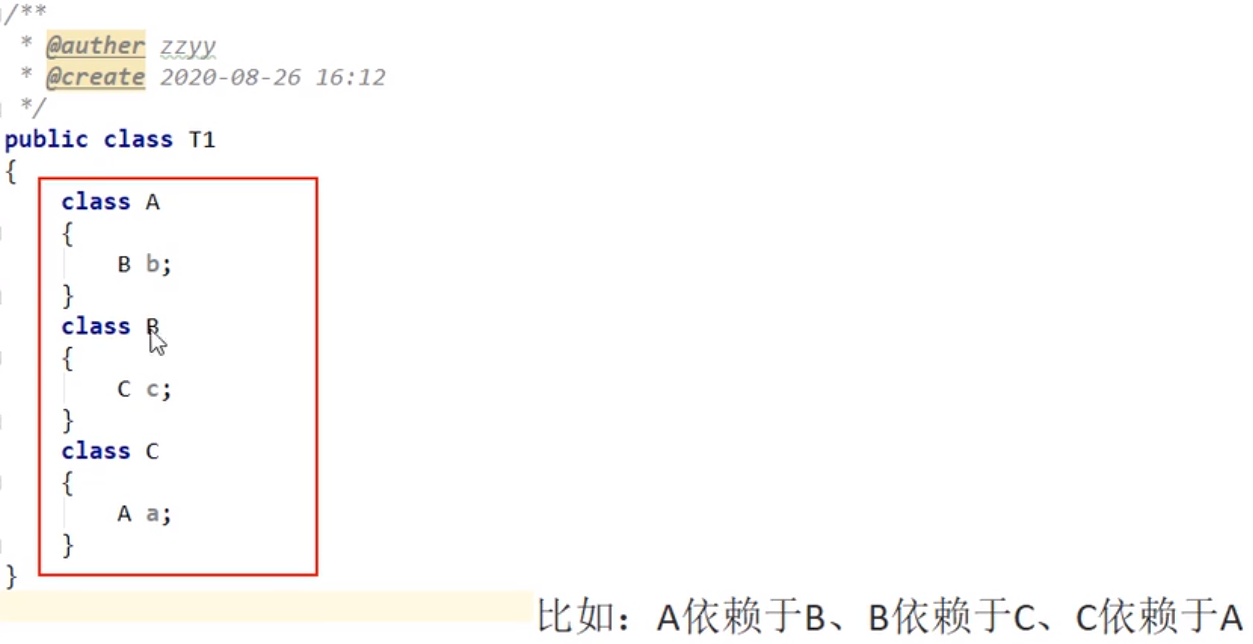 /**
 * @auther zzyy
 * @create 2020-08-26 16:12
 */
public class T1
{
    class A
    {
        B b;
    }
    class B
    {
        C c;
    }
    class C
    {
        A a;
    }
}
比如：A依赖于B、B依赖于C、C依赖于A